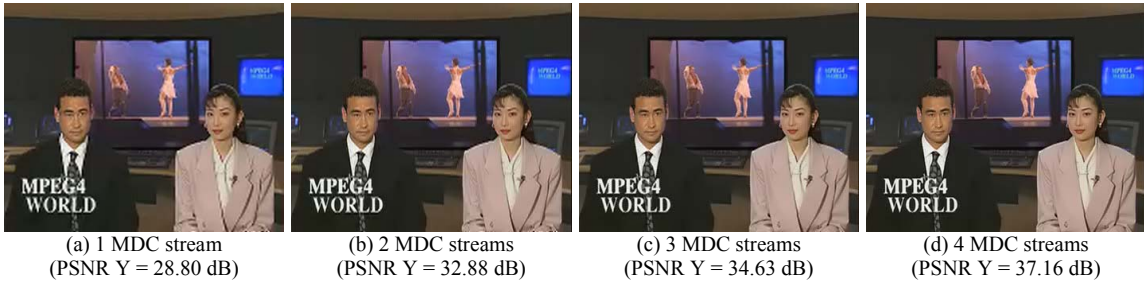 MPEG4
WORLD
MPEG4
WORLD
MPEG4
WORLD
MPEG4
WORLD
MPEG4
WORLD
MPEG4
WORLD
MPEG4
WORLD
MPEG4
WORLD
(a) 1 MDC stream
(PSNR Y = 28.80 dB)
(b) 2 MDC streams
(PSNR Y = 32.88 dB)
(c) 3 MDC streams
(PSNR Y = 34.63 dB)
(d) 4 MDC streams
(PSNR Y = 37.16 dB)